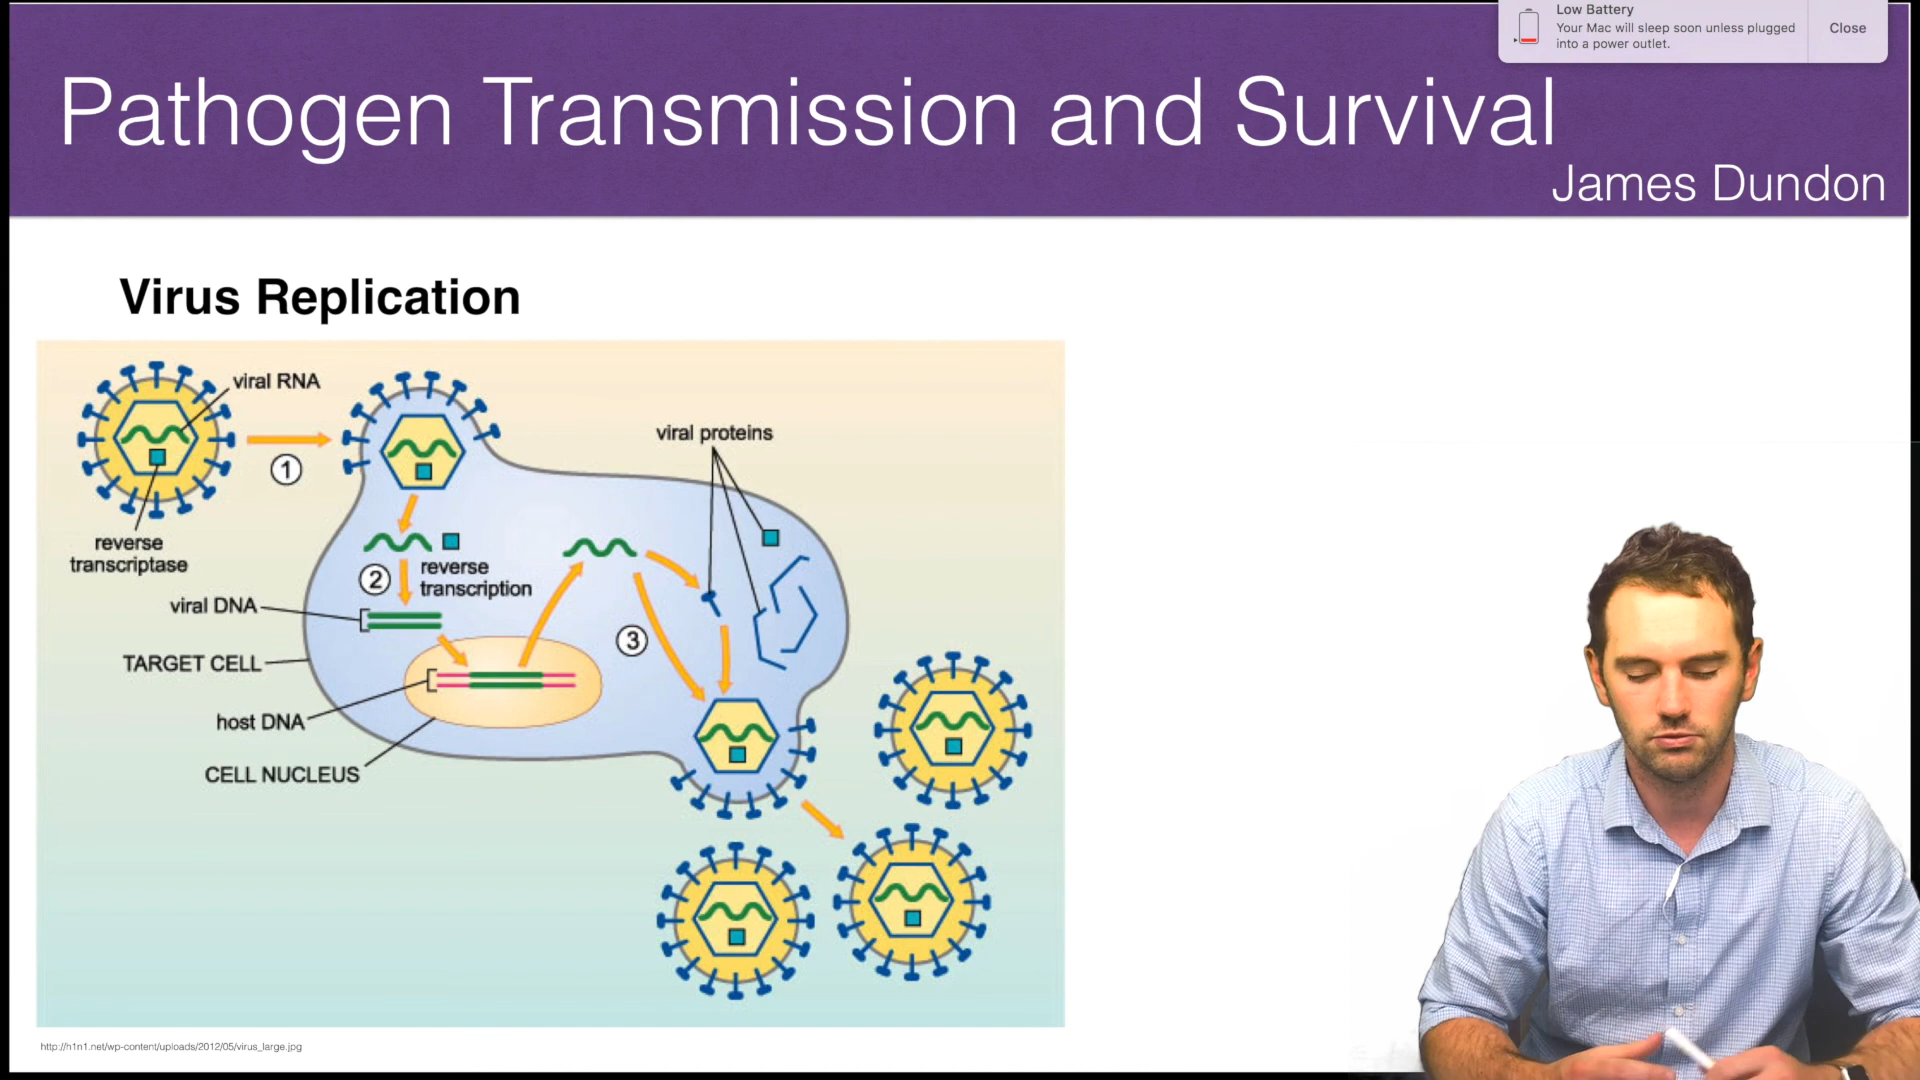 Low Battery
Your Mac will sleep soon unless plugged
into a power outlet.
Close
Pathogen Transmission and Survival
James Dundon
Virus Replication
viral RNA
viral proteins
1
reverse
transcriptase
2
reverse
transcription
viral DNA
3
TARGET CELL
host DNA
CELL NUCLEUS
http://h1n1.net/wp-content/uploads/2012/05/virus_large.jpg